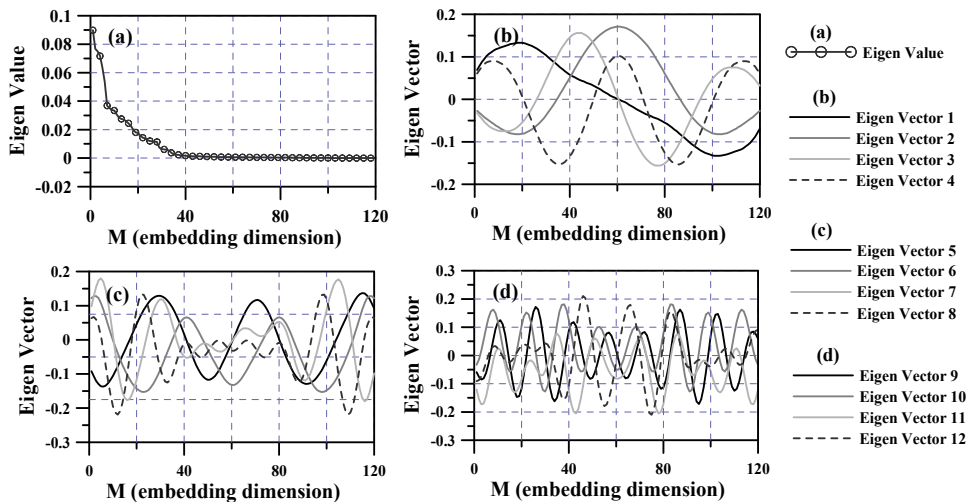 (a)
0.1
0.08
0.06
0.04
0.02
0
-0.02
Eigen Value
0 40 80 120
M (embedding dimension)
(b)
0.2
0.1
0
-0.1
-0.2
Eigen Vector
0 40 80 120
M (embedding dimension)
(a)
Eigen Value
(b)
Eigen Vector 1
Eigen Vector 2
Eigen Vector 3
Eigen Vector 4
(c)
0.2
0.1
0
-0.1
-0.2
-0.3
Eigen Vector
0 40 80 120
M (embedding dimension)
(d)
0.3
0.2
0.1
0
-0.1
-0.2
-0.3
Eigen Vector
0 40 80 120
M (embedding dimension)
(c)
Eigen Vector 5
Eigen Vector 6
Eigen Vector 7
Eigen Vector 8
(d)
Eigen Vector 9
Eigen Vector 10
Eigen Vector 11
Eigen Vector 12